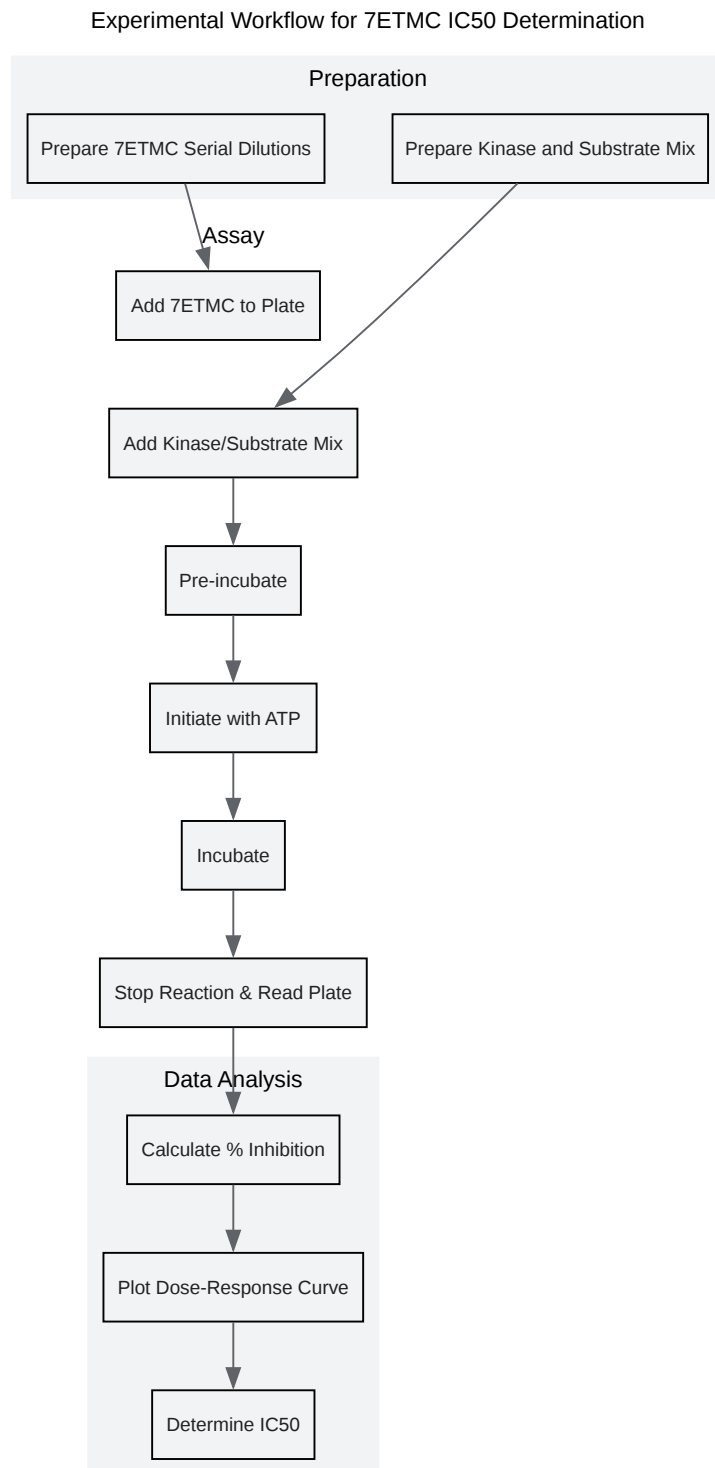 Experimental Workflow for 7ETMC IC50 Determination
Preparation
Prepare 7ETMC Serial Dilutions
Prepare Kinase and Substrate Mix
Assay
Add 7ETMC to Plate
Add Kinase/Substrate Mix
Pre-incubate
Initiate with ATP
Incubate
Stop Reaction & Read Plate
Data Analysis
Calculate % Inhibition
Plot Dose-Response Curve
Determine IC50